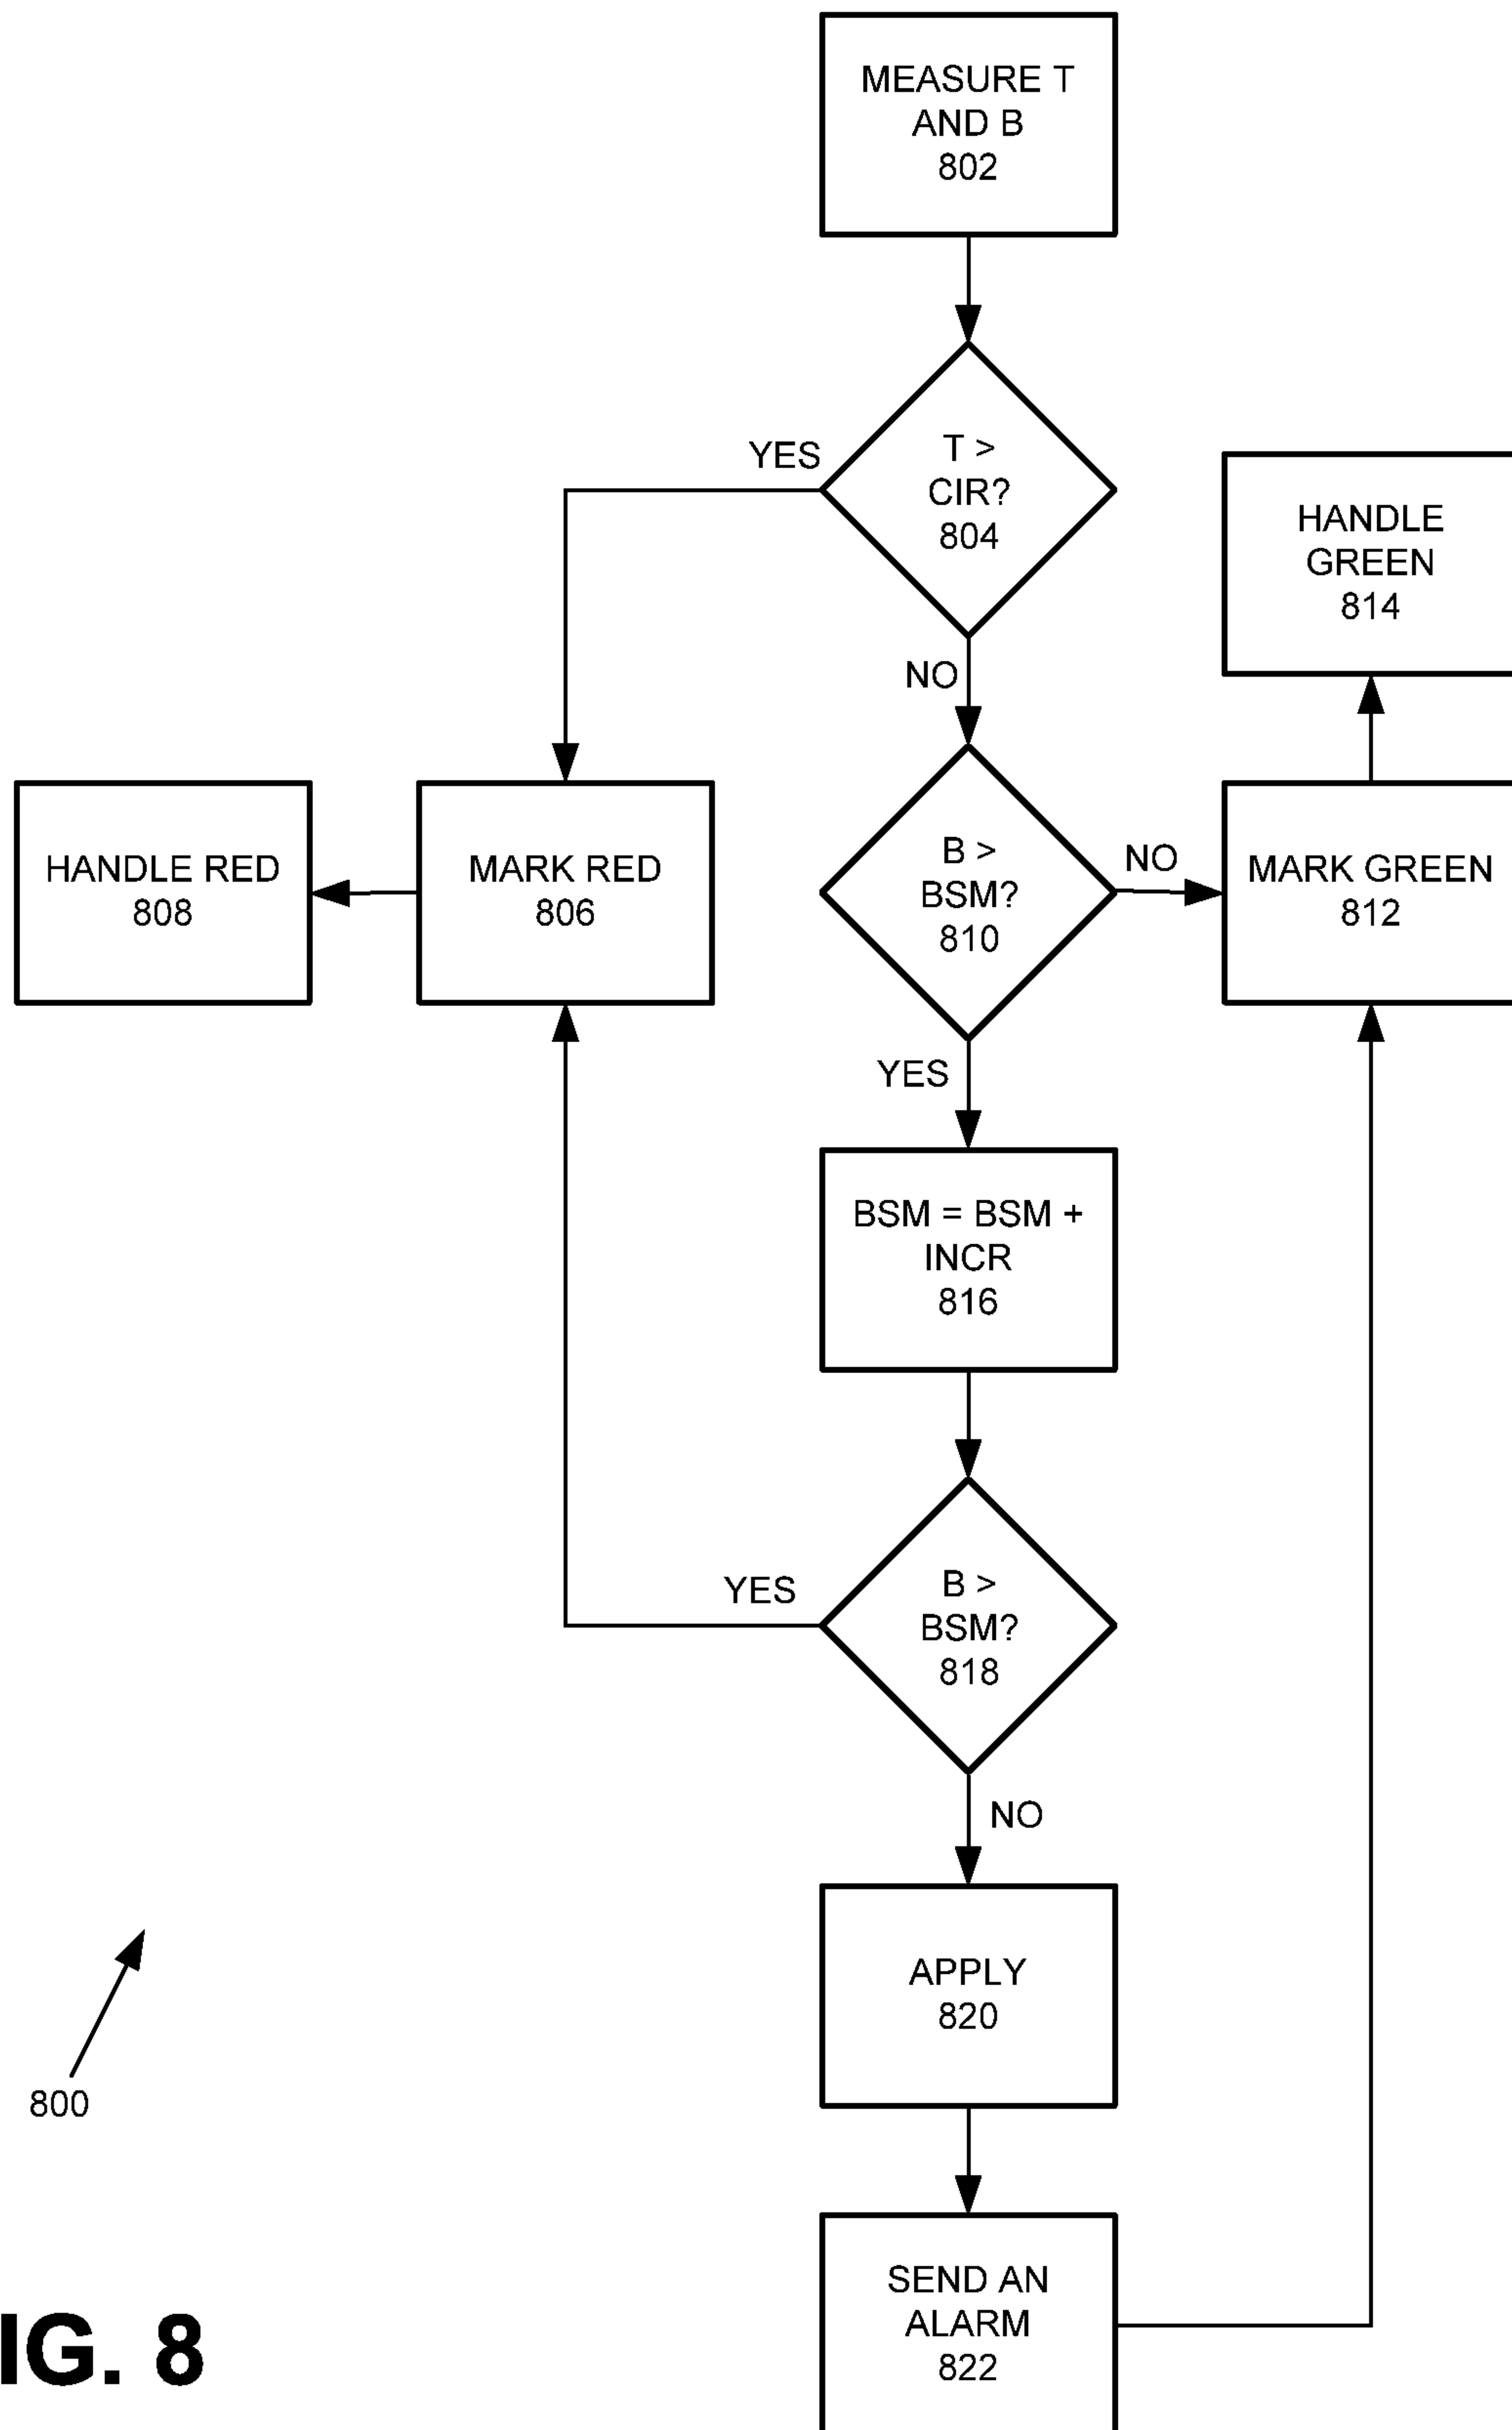 MEASURE T
AND B
802
YES
T >
CIR?
804
HANDLE
GREEN
814
NO
HANDLE RED
808
MARK RED
806
B >
BSM?
810
NO
MARK GREEN
812
YES
BSM = BSM +
INCR
816
YES
B >
BSM?
818
NO
APPLY
820
800
SEND AN
ALARM
822
IG. 8